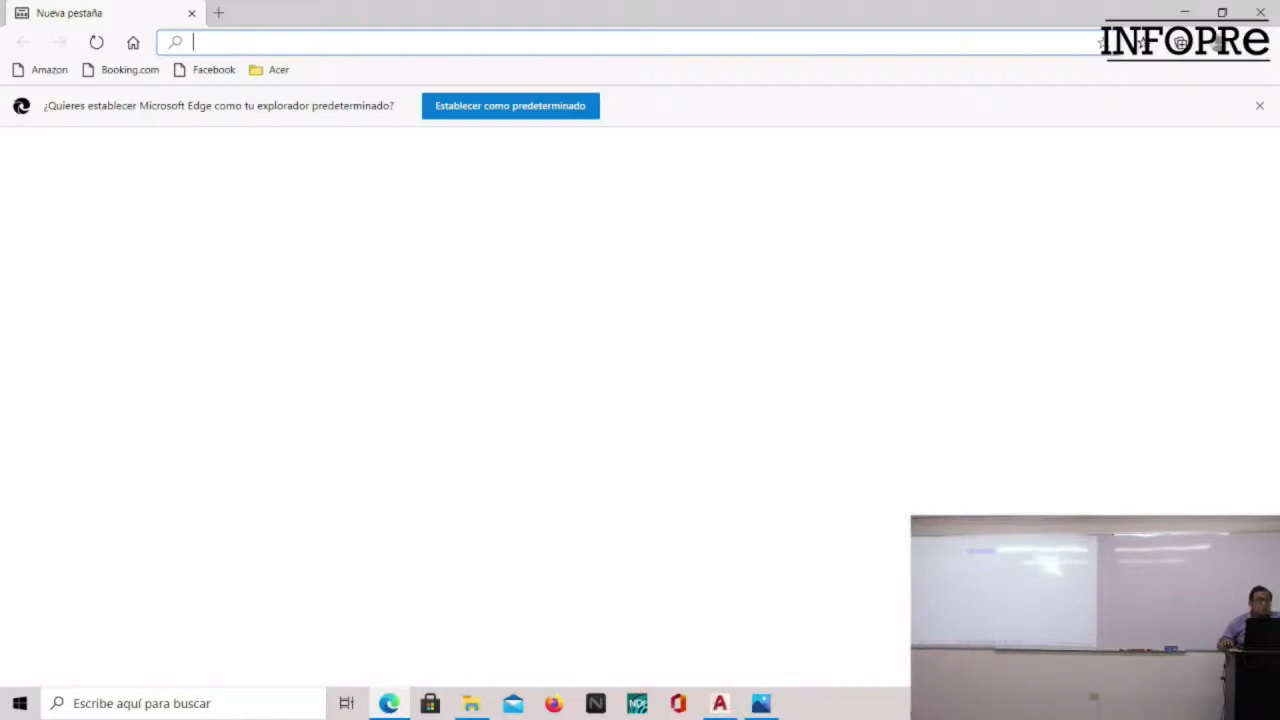 Nueva pestaña
INFOPRe
Amazon
Booking.com
Facebook
Acer
¿Quieres establecer Microsoft Edge como tu explorador predeterminado?
Establecer como predeterminado
Escribe aquí para buscar